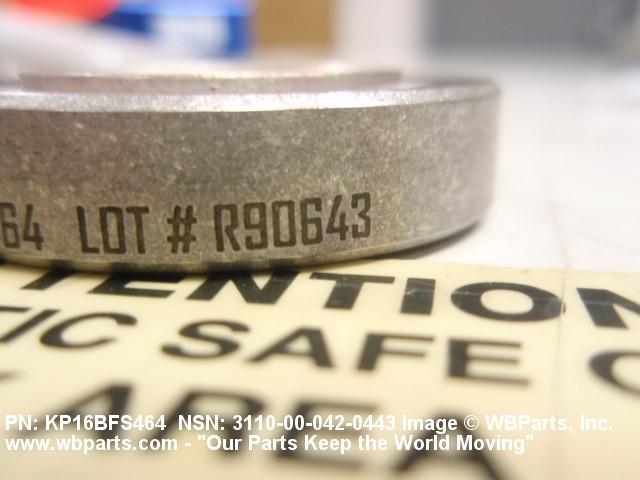 64 LOT # R90643
TENTION
TIC SAFE
AREA
PN: KP16BFS464 NSN: 3110-00-042-0443 Image © WBParts, Inc.
www.wbparts.com - "Our Parts Keep the World Moving"